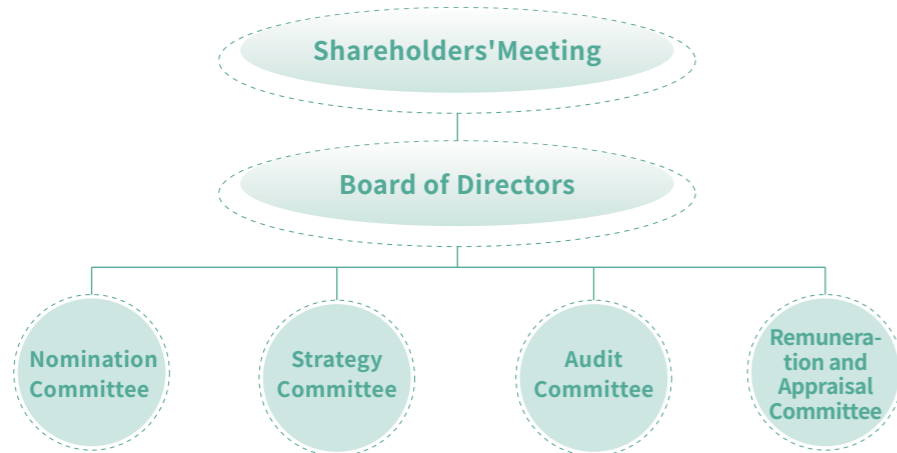 Shareholders'Meeting
Board of Directors
Nomination
Committee
Strategy
Committee
Audit
Committee
Remunera-
tion and
Appraisal
Committee